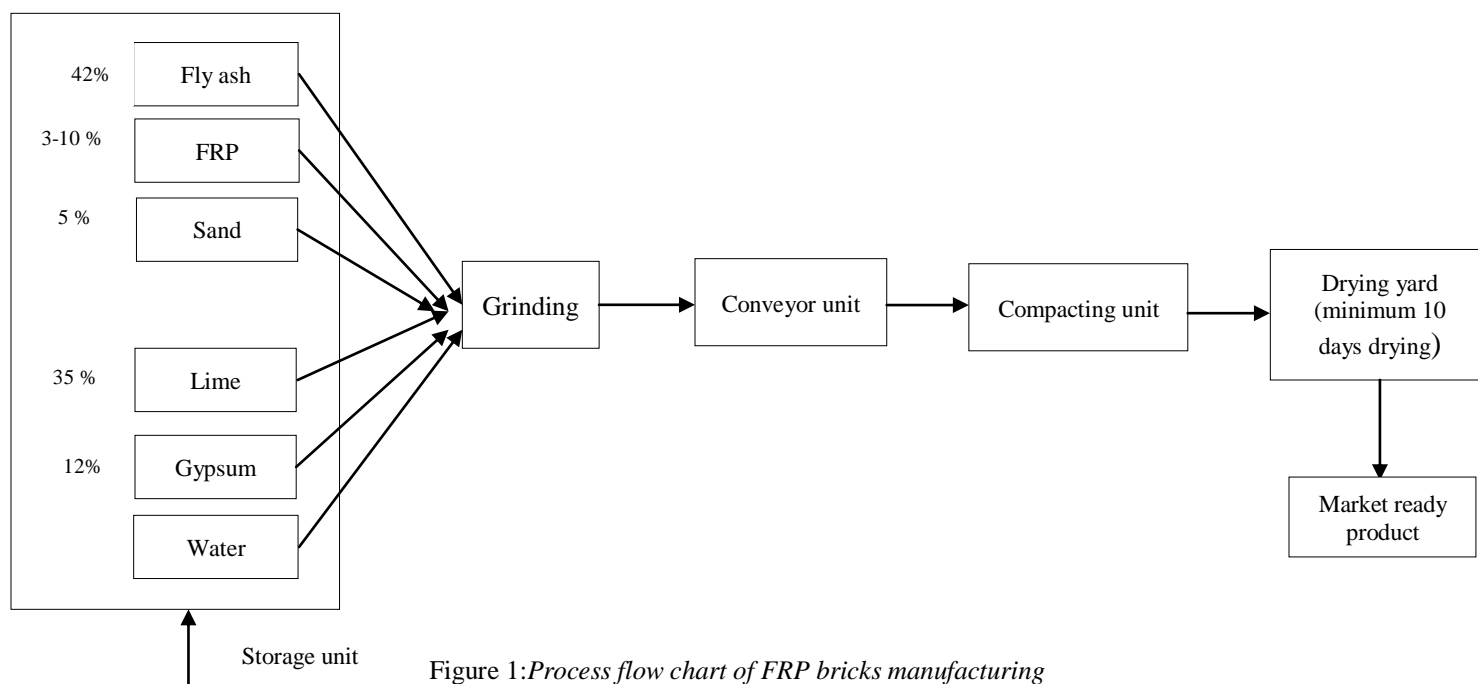 42%
Fly ash
3-10 %
FRP
5 %
Sand
35 %
Lime
12%
Gypsum
Water
Storage unit
Grinding
Conveyor unit
Compacting unit
Drying yard
(minimum 10
days drying)
Market ready
product
Figure 1:Process flow chart of FRP bricks manufacturing